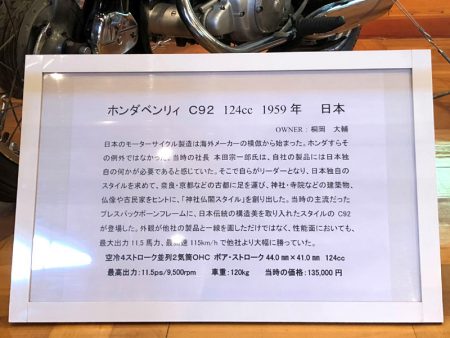 ホンダベンリィ C92 124cc 1959年 日本
OWNER : 桐岡 大輔
日本のモーターサイクル製造は海外メーカーの模倣から始まった。ホンダすらそ
の例外ではなかった。当時の社長 本田宗一郎氏は、自社の製品には日本独
自の何かが必要であると感じていた。そこで自らがリーダーとなり、日本独自の
スタイルを求めて、奈良・京都などの古都に足を運び、神社・寺院などの建築物、
仏像や古民家をヒントに、「神社仏閣スタイル」を創り出した。当時の主流だった
プレスバックボーンフレームに、日本伝統の構造美を取り入れたスタイルの C92
が登場した。外観が他社の製品と一線を画しただけではなく、性能面においても、
最大出力 11.5 馬力、最高速 115km/h で他社より大幅に勝っていた。
空冷4ストローク並列2気筒OHC ボア・ストローク 44.0㎜×41.0㎜ 124cc
最高出力：11.5ps/9,500rpm 車重：120kg 当時の価格：135,000円